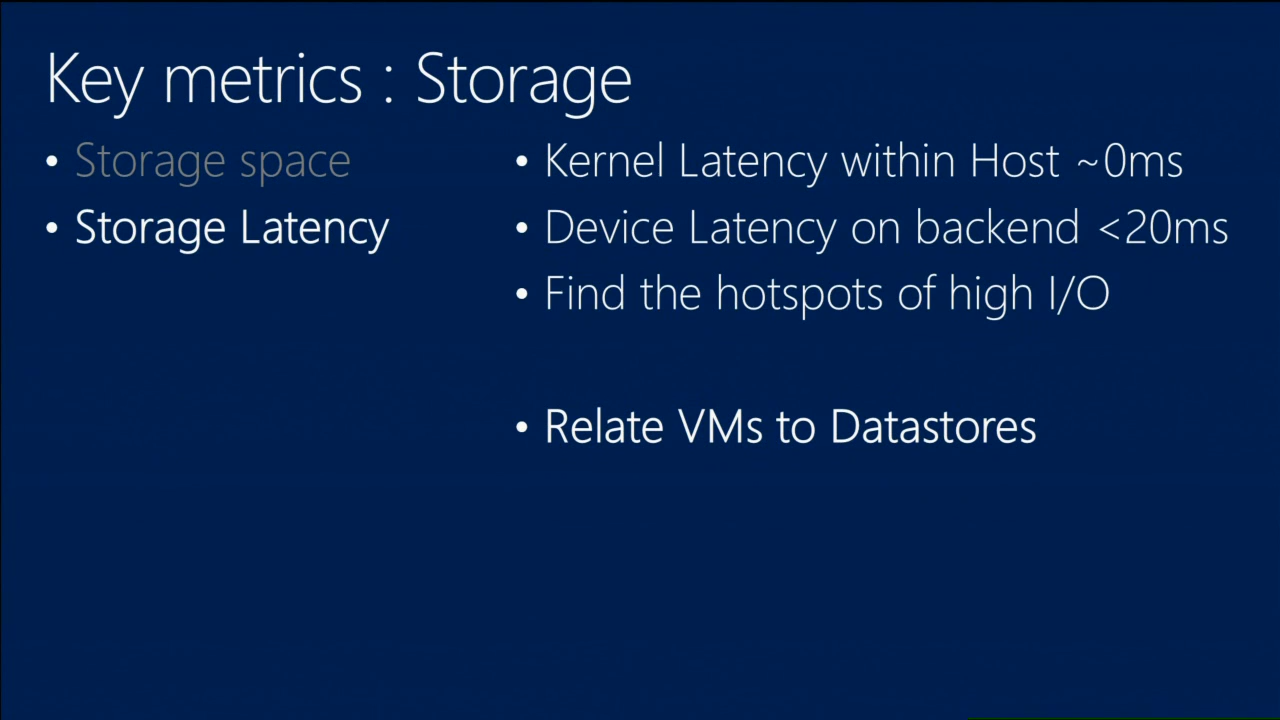 Key metrics : Storage
• Storage space
• Storage Latency
• Kernel Latency within Host ~0ms
• Device Latency on backend <20ms
• Find the hotspots of high I/O
• Relate VMs to Datastores